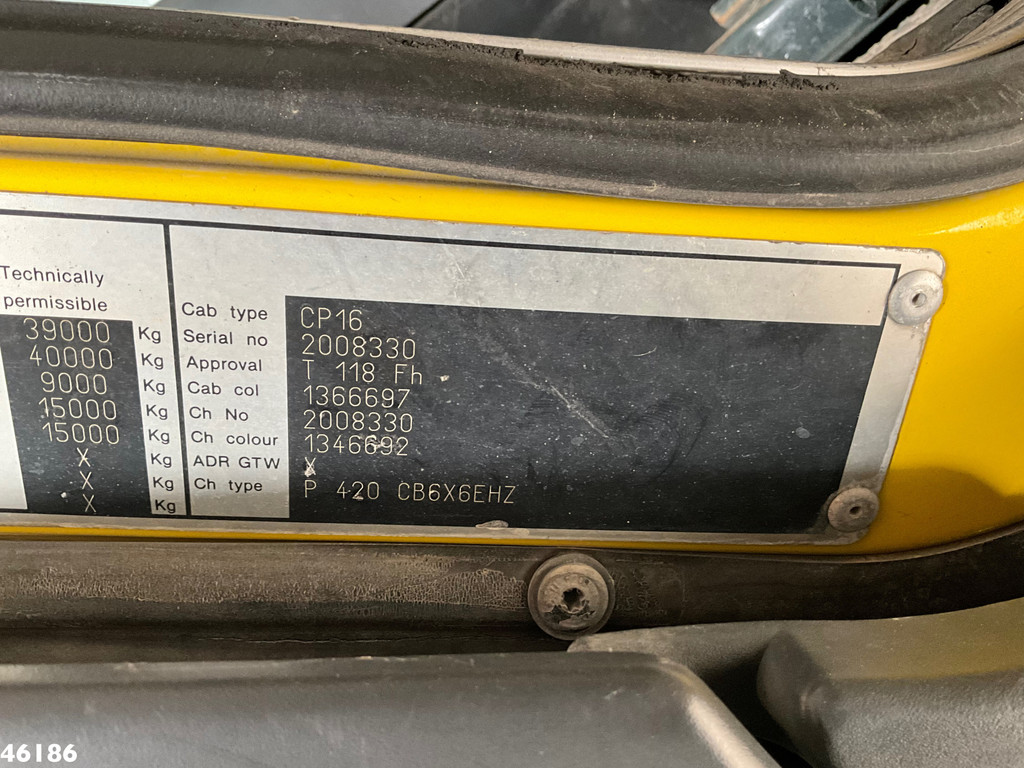 Technically
permissible
39000 Kg
40000 Kg
9000 Kg
15000 Kg
15000 Kg
X Kg
X Kg
X Kg
Cab type CP16
Serial no 2008330
Approval T 118 Fh
Cab col 1366697
Ch No 2008330
Ch colour 1346692
ADR GTW X
Ch type P 420 CB6X6EHZ
46186